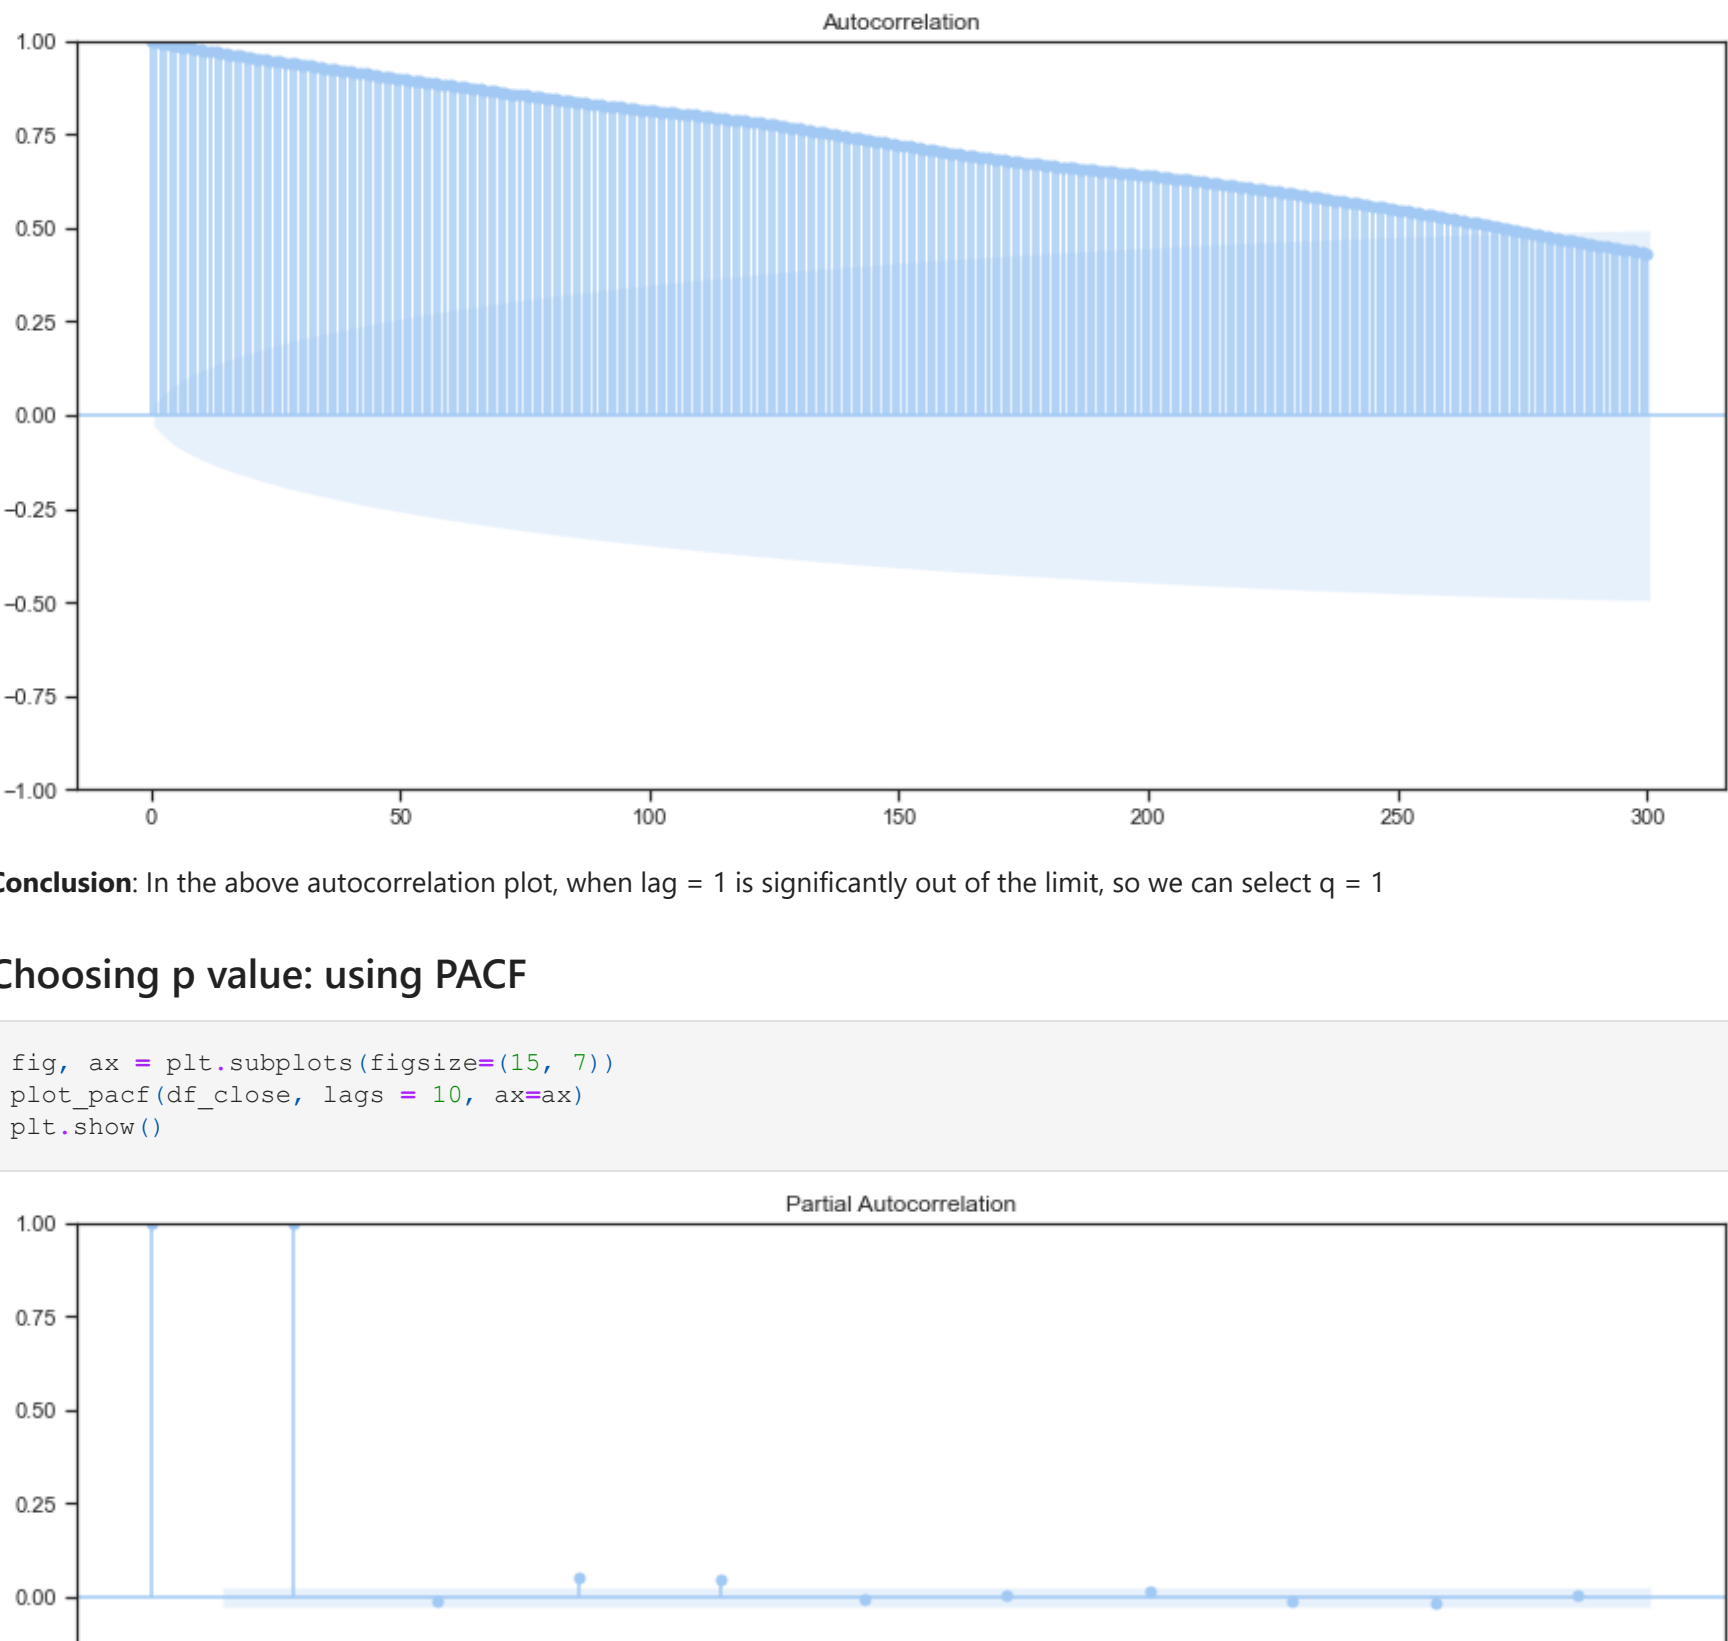 Autocorrelation
1.00
0.75
0.50
0.25
0.00
−0.25
−0.50
−0.75
−1.00
0 50 100 150 200 250 300
Conclusion: In the above autocorrelation plot, when lag = 1 is significantly out of the limit, so we can select q = 1
Choosing p value: using PACF
fig, ax = plt.subplots(figsize=(15, 7))
plot_pacf(df_close, lags = 10, ax=ax)
plt.show()
Partial Autocorrelation
1.00
0.75
0.50
0.25
0.00